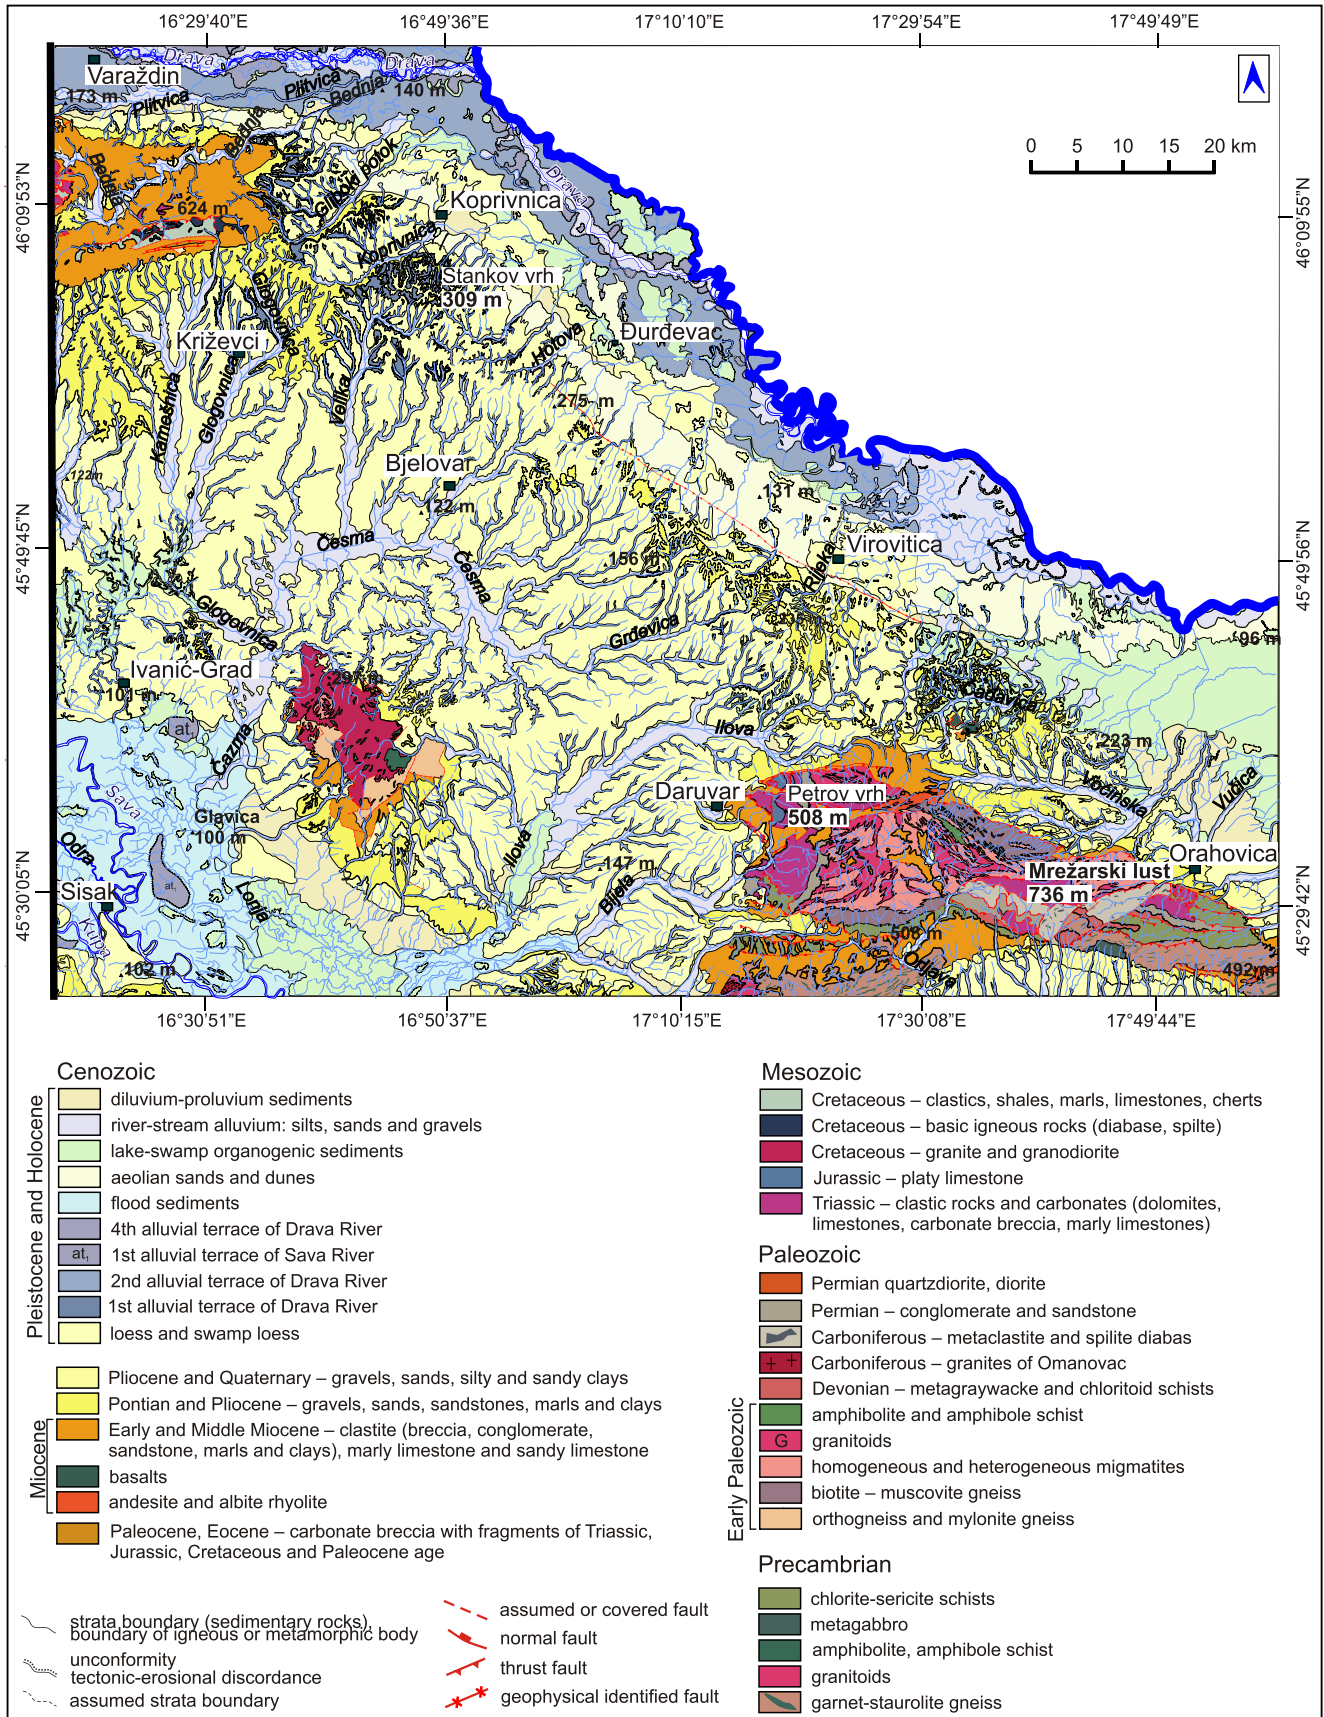 16°29'40"E
16°49'36"E
17°10'10"E
17°29'54"E
17°49'49"E
46°09'53"N
45°49'45"N
45°30'05"N
46°09'55"N
45°49'56"N
45°29'42"N
0 5 10 15 20 km
Drava
Drava
Varaždin
173 m
Plitvica
Plitvica
Bednja
140 m
Bednja
Bednja
Gliboki potok
Drava
624 m
Koprivnica
Koprivnica
Stankov vrh
309 m
Glogovnica
Križevci
Đurđevac
Hotova
Kamešnica
Glogovnica
Velika
275 m
122m
Bjelovar
122 m
131 m
Česma
Česma
156 m
Virovitica
Rijeka
Glogovnica
Grđevica
96 m
Ivanić-Grad
101 m
297 m
Čađavica
at1
Čazma
Ilova
223 m
Sava
Daruvar
Petrov vrh
508 m
Voćinska
Vučica
Glavica
100 m
Odra
Ilova
147 m
Bijela
Orahovica
Mrežarski lust
736 m
at1
Sisak
Lonja
Kupa
508 m
Orljava
102 m
492 m
16°30'51"E
16°50'37"E
17°10'15"E
17°30'08"E
17°49'44"E
Cenozoic
Pleistocene and Holocene
diluvium-proluvium sediments
river-stream alluvium: silts, sands and gravels
lake-swamp organogenic sediments
aeolian sands and dunes
flood sediments
4th alluvial terrace of Drava River
at1 1st alluvial terrace of Sava River
2nd alluvial terrace of Drava River
1st alluvial terrace of Drava River
loess and swamp loess
Pliocene and Quaternary – gravels, sands, silty and sandy clays
Pontian and Pliocene – gravels, sands, sandstones, marls and clays
Miocene
Early and Middle Miocene – clastite (breccia, conglomerate,
sandstone, marls and clays), marly limestone and sandy limestone
basalts
andesite and albite rhyolite
Paleocene, Eocene – carbonate breccia with fragments of Triassic,
Jurassic, Cretaceous and Paleocene age
strata boundary (sedimentary rocks),
boundary of igneous or metamorphic body
unconformity
tectonic-erosional discordance
assumed strata boundary
assumed or covered fault
normal fault
thrust fault
geophysical identified fault
Mesozoic
Cretaceous – clastics, shales, marls, limestones, cherts
Cretaceous – basic igneous rocks (diabase, spilte)
Cretaceous – granite and granodiorite
Jurassic – platy limestone
Triassic – clastic rocks and carbonates (dolomites,
limestones, carbonate breccia, marly limestones)
Paleozoic
Permian quartzdiorite, diorite
Permian – conglomerate and sandstone
Carboniferous – metaclastite and spilite diabas
Carboniferous – granites of Omanovac
Devonian – metagraywacke and chloritoid schists
Early Paleozoic
amphibolite and amphibole schist
G granitoids
homogeneous and heterogeneous migmatites
biotite – muscovite gneiss
orthogneiss and mylonite gneiss
Precambrian
chlorite-sericite schists
metagabbro
amphibolite, amphibole schist
granitoids
garnet-staurolite gneiss